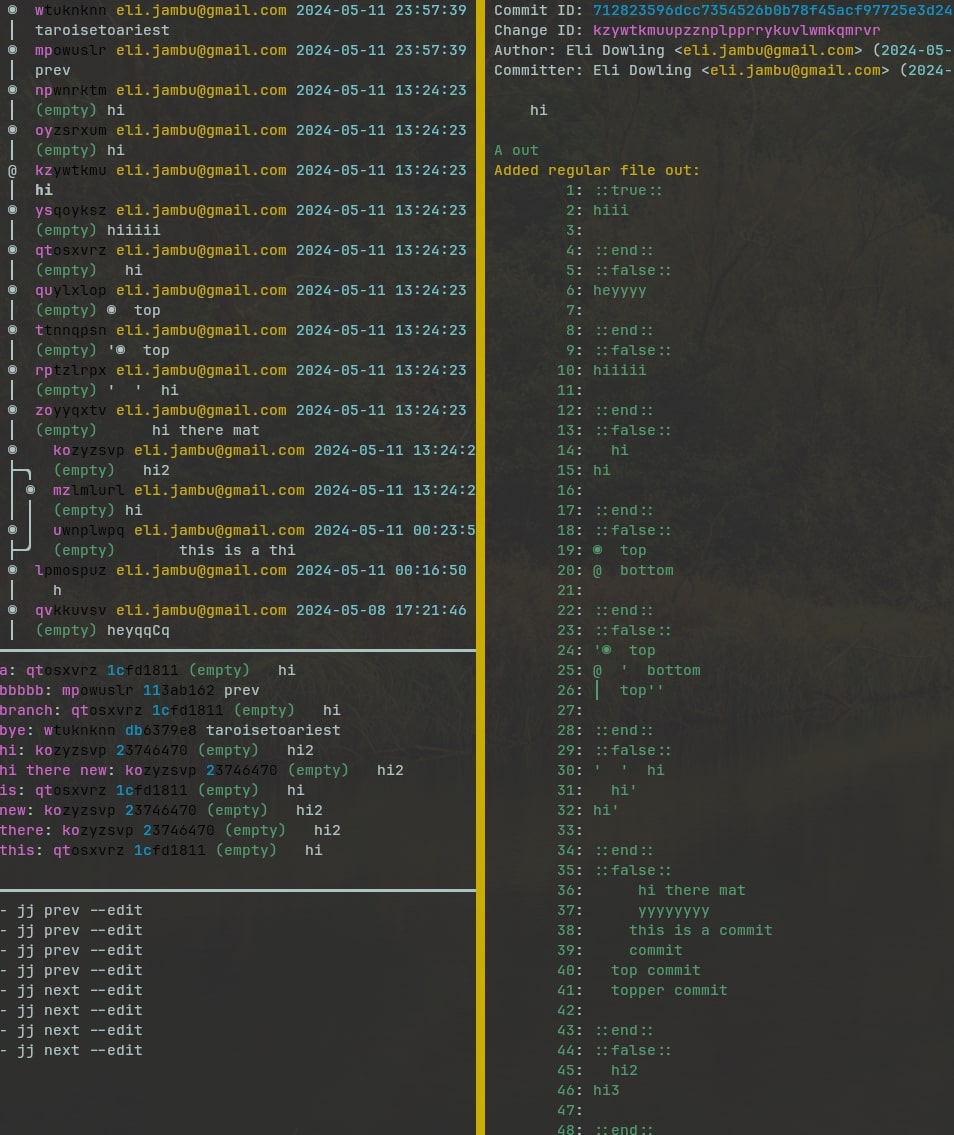 ◉  wtuknknn eli.jambu@gmail.com 2024-05-11 23:57:39
│  taroisetoariest
◉  mpowuslr eli.jambu@gmail.com 2024-05-11 23:57:39
│  prev
◉  npwnrktm eli.jambu@gmail.com 2024-05-11 13:24:23
│  (empty) hi
◉  oyzsrxum eli.jambu@gmail.com 2024-05-11 13:24:23
│  (empty) hi
@  kzywtkmu eli.jambu@gmail.com 2024-05-11 13:24:23
│  hi
◉  ysqoyksz eli.jambu@gmail.com 2024-05-11 13:24:23
│  (empty) hiiiii
◉  qtosxvrz eli.jambu@gmail.com 2024-05-11 13:24:23
│  (empty)   hi
◉  quylxlop eli.jambu@gmail.com 2024-05-11 13:24:23
│  (empty) ◉  top
◉  ttnnqpsn eli.jambu@gmail.com 2024-05-11 13:24:23
│  (empty) '◉  top
◉  rptzlrpx eli.jambu@gmail.com 2024-05-11 13:24:23
│  (empty) '  '  hi
◉  zoyyqxtv eli.jambu@gmail.com 2024-05-11 13:24:23
│  (empty)      hi there mat
◉    kozyzsvp eli.jambu@gmail.com 2024-05-11 13:24:2
├─╮  (empty)   hi2
│ ◉  mzlmlurl eli.jambu@gmail.com 2024-05-11 13:24:2
│ │  (empty) hi
◉ │  uwnplwpq eli.jambu@gmail.com 2024-05-11 00:23:5
├─╯  (empty)       this is a thi
◉  lpmospuz eli.jambu@gmail.com 2024-05-11 00:16:50
│    h
◉  qvkkuvsv eli.jambu@gmail.com 2024-05-08 17:21:46
│  (empty) heyqqCq
a: qtosxvrz 1cfd1811 (empty)   hi
bbbbb: mpowuslr 113ab162 prev
branch: qtosxvrz 1cfd1811 (empty)   hi
bye: wtuknknn db6379e8 taroisetoariest
hi: kozyzsvp 23746470 (empty)   hi2
hi there new: kozyzsvp 23746470 (empty)   hi2
is: qtosxvrz 1cfd1811 (empty)   hi
new: kozyzsvp 23746470 (empty)   hi2
there: kozyzsvp 23746470 (empty)   hi2
this: qtosxvrz 1cfd1811 (empty)   hi
- jj prev --edit
- jj prev --edit
- jj prev --edit
- jj prev --edit
- jj next --edit
- jj next --edit
- jj next --edit
- jj next --edit
Commit ID: 712823596dcc7354526b0b78f45acf97725e3d24
Change ID: kzywtkmuupzznplpprrykuvlwmkqmrvr
Author: Eli Dowling <eli.jambu@gmail.com> (2024-05-
Committer: Eli Dowling <eli.jambu@gmail.com> (2024-
hi
A out
Added regular file out:
1: ::true::
2: hiii
3:
4: ::end::
5: ::false::
6: heyyyy
7:
8: ::end::
9: ::false::
10: hiiiii
11:
12: ::end::
13: ::false::
14:   hi
15: hi
16:
17: ::end::
18: ::false::
19: ◉  top
20: @  bottom
21:
22: ::end::
23: ::false::
24: '◉  top
25: @  '  bottom
26: │  top''
27:
28: ::end::
29: ::false::
30: '  '  hi
31:   hi'
32: hi'
33:
34: ::end::
35: ::false::
36:      hi there mat
37:      yyyyyyyy
38:     this is a commit
39:     commit
40:   top commit
41:   topper commit
42:
43: ::end::
44: ::false::
45:   hi2
46: hi3
47:
48: ::end::